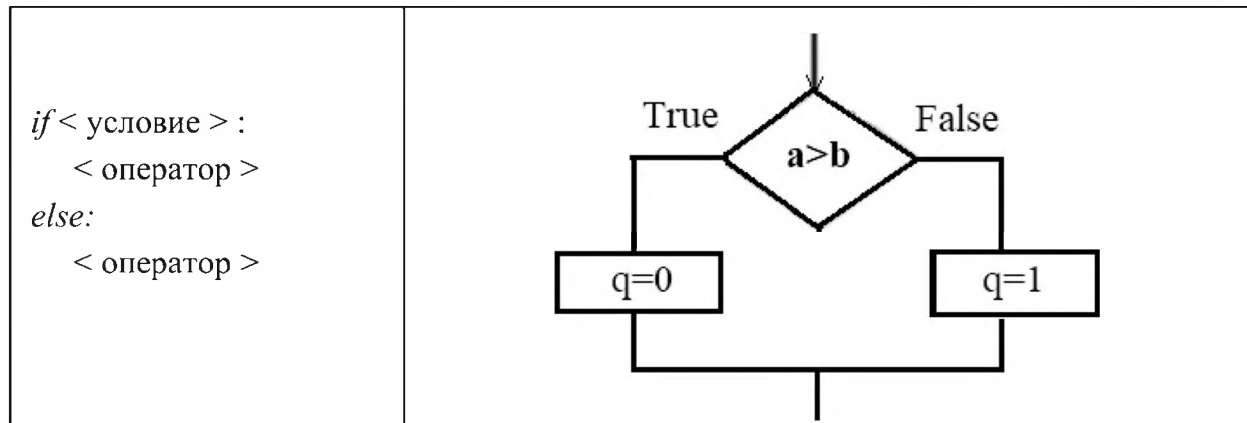 if < условие > :
< оператор >
else:
< оператор >
True
False
a>b
q=0
q=1